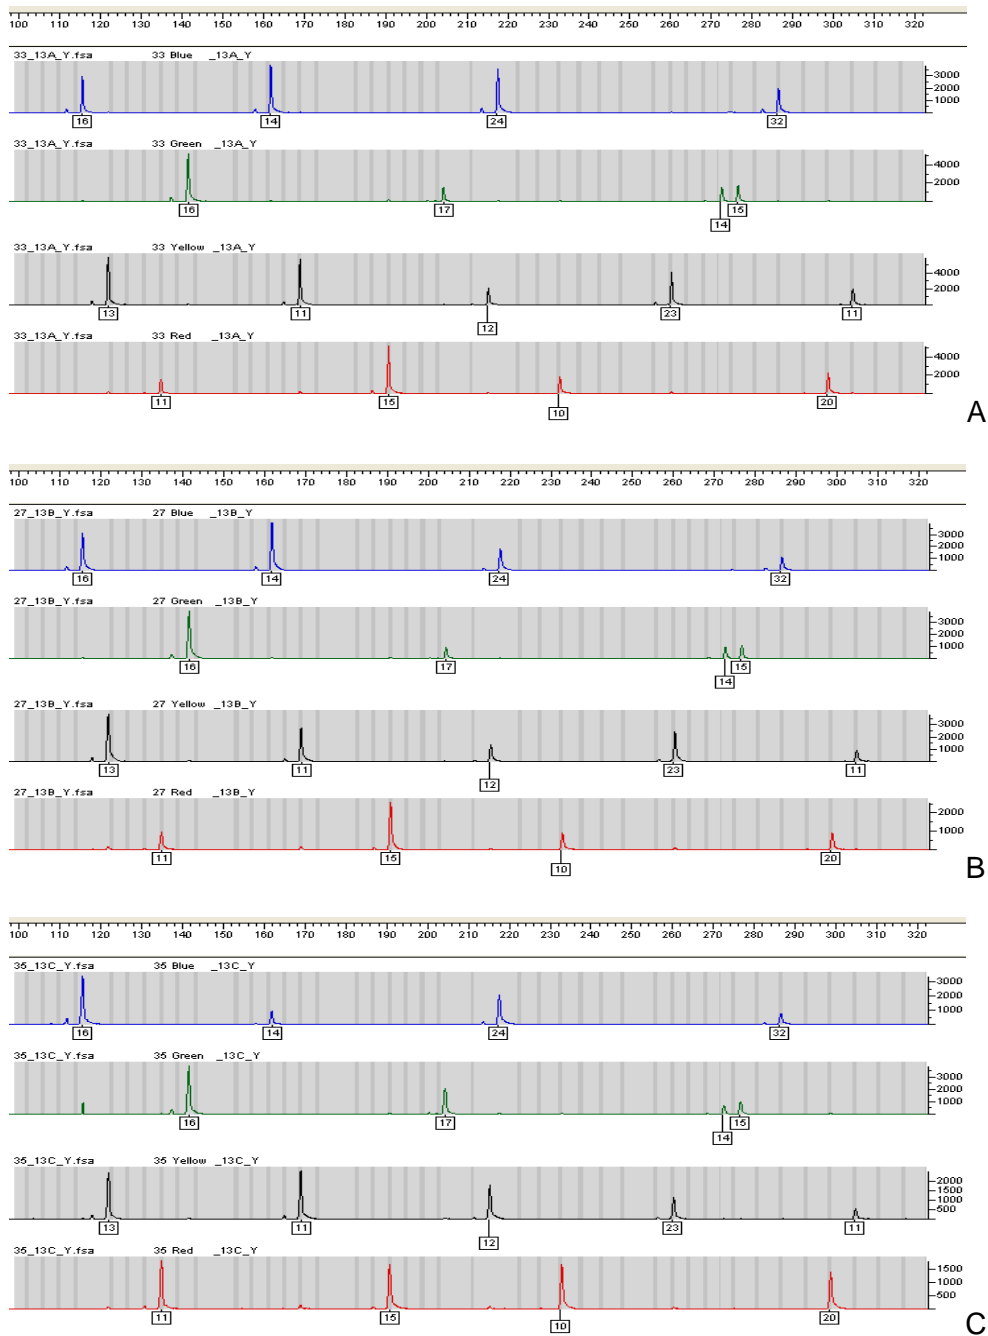 100 110 120 130 140 150 160 170 180 190 200 210 220 230 240 250 260 270 280 290 300 310 320
33_13A_Y.fsa 33 Blue _13A_Y
3000
2000
1000
16 14 24 32
33_13A_Y.fsa 33 Green _13A_Y
4000
2000
16 17 14 15
33_13A_Y.fsa 33 Yellow _13A_Y
4000
2000
13 11 12 23 11
33_13A_Y.fsa 33 Red _13A_Y
4000
2000
11 15 10 20
A
100 110 120 130 140 150 160 170 180 190 200 210 220 230 240 250 260 270 280 290 300 310 320
27_13B_Y.fsa 27 Blue _13B_Y
3000
2000
1000
16 14 24 32
27_13B_Y.fsa 27 Green _13B_Y
3000
2000
1000
16 17 14 15
27_13B_Y.fsa 27 Yellow _13B_Y
3000
2000
1000
13 11 12 23 11
27_13B_Y.fsa 27 Red _13B_Y
2000
1000
11 15 10 20
B
100 110 120 130 140 150 160 170 180 190 200 210 220 230 240 250 260 270 280 290 300 310 320
35_13C_Y.fsa 35 Blue _13C_Y
3000
2000
1000
16 14 24 32
35_13C_Y.fsa 35 Green _13C_Y
3000
2000
1000
16 17 14 15
35_13C_Y.fsa 35 Yellow _13C_Y
2000
1500
1000
500
13 11 12 23 11
35_13C_Y.fsa 35 Red _13C_Y
1500
1000
500
0
11 15 10 20
C